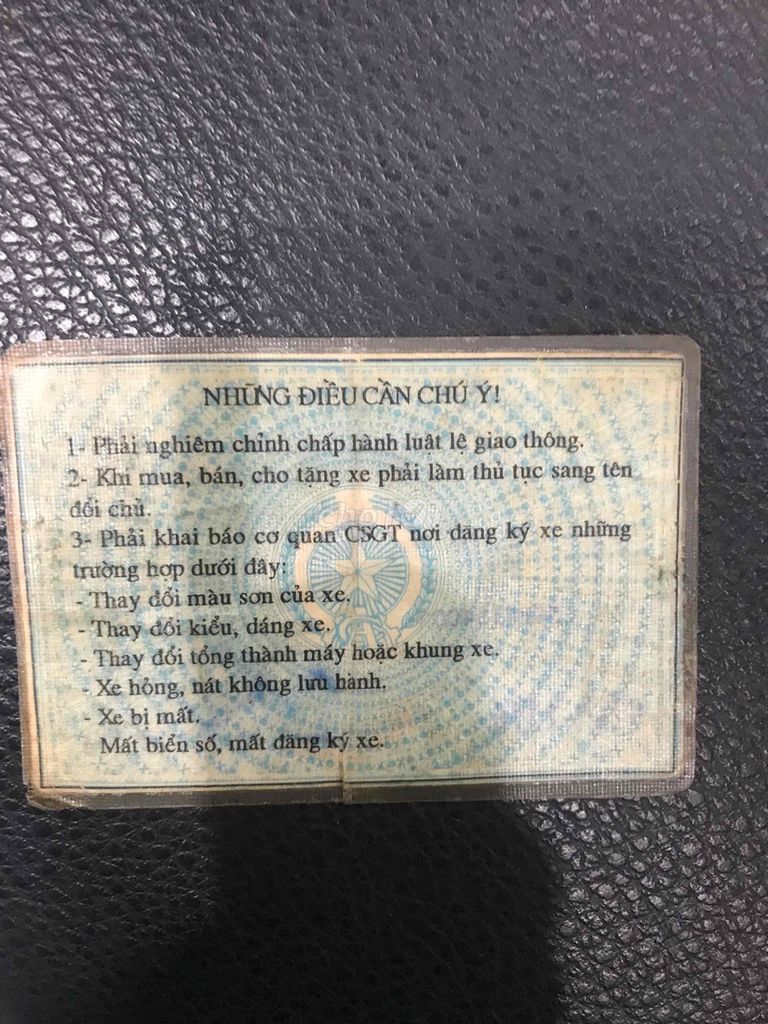 NHỮNG ĐIỀU CẦN CHÚ Ý!
1- Phải nghiêm chỉnh chấp hành luật lệ giao thông.
2- Khi mua, bán, cho tặng xe phải làm thủ tục sang tên
đổi chủ.
3- Phải khai báo cơ quan CSGT nơi đăng ký xe những
trường hợp dưới đây:
- Thay đổi màu sơn của xe.
- Thay đổi kiểu, dáng xe.
- Thay đổi tổng thành máy hoặc khung xe.
- Xe hỏng, nát không lưu hành.
- Xe bị mất.
Mất biển số, mất đăng ký xe.